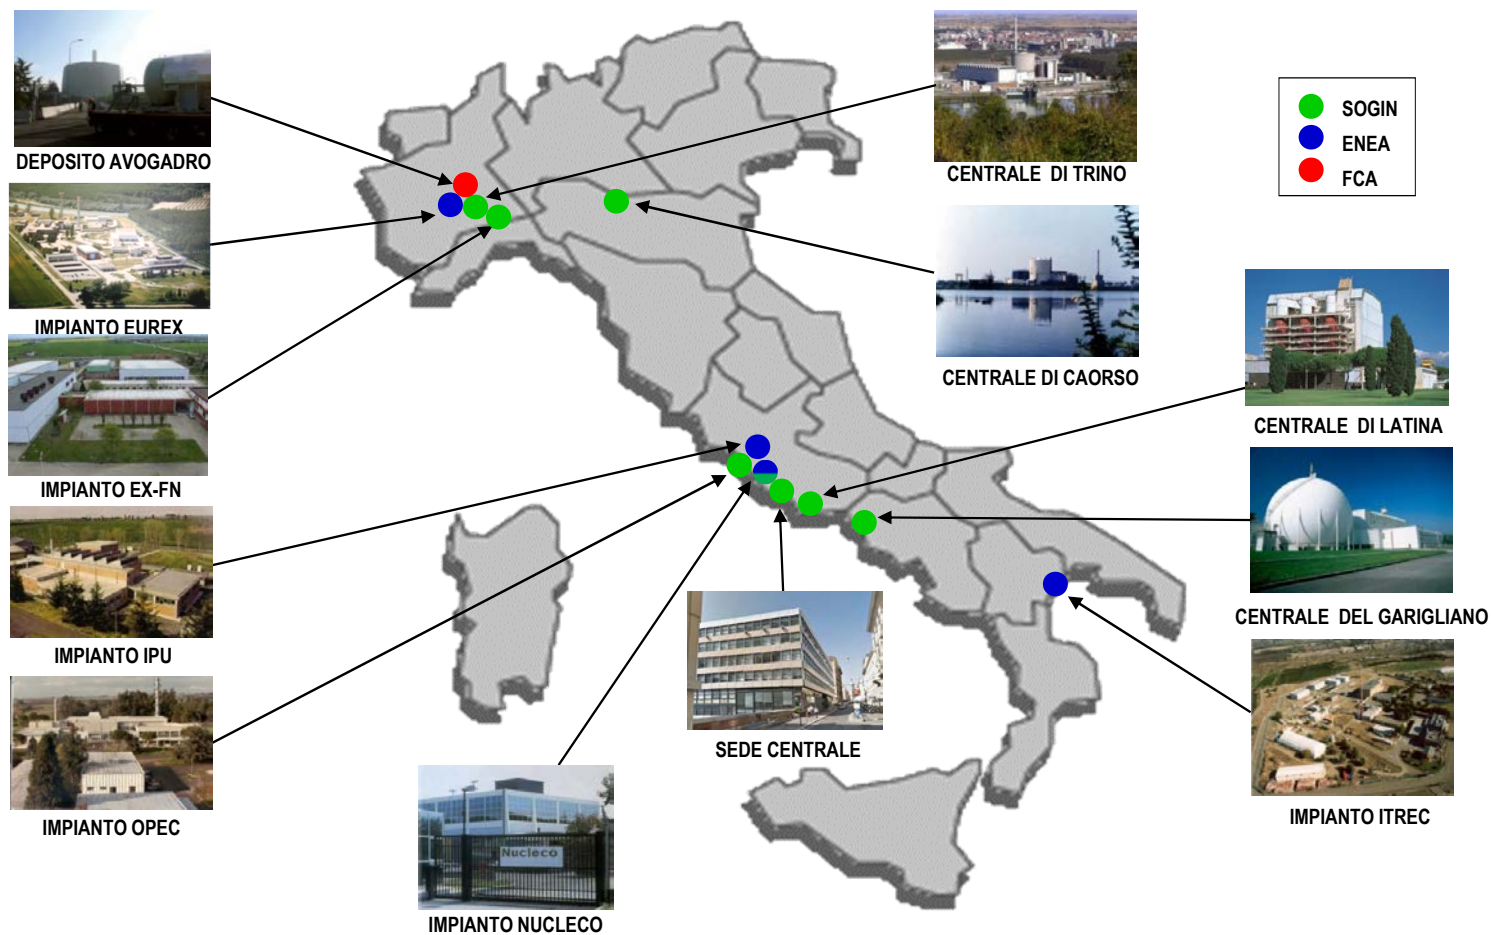 DEPOSITO AVOGADRO
CENTRALE DI TRINO
SOGIN
ENEA
FCA
IMPIANTO EUREX
CENTRALE DI CAORSO
CENTRALE DI LATINA
IMPIANTO EX-FN
CENTRALE DEL GARIGLIANO
IMPIANTO IPU
SEDE CENTRALE
IMPIANTO ITREC
IMPIANTO OPEC
Nucleco
IMPIANTO NUCLECO